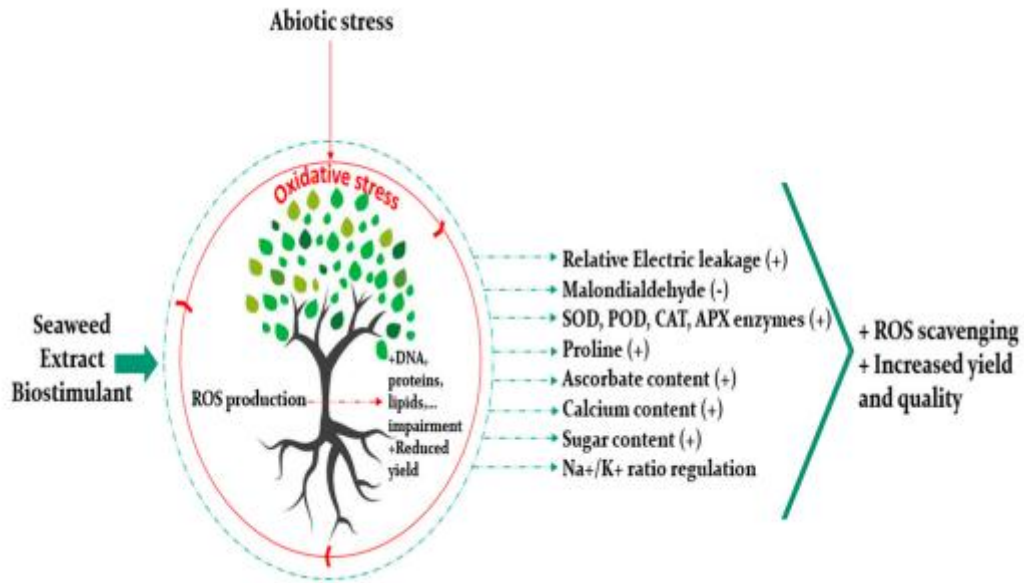 Abiotic stress
Oxidative stress
Seaweed
Extract
Biostimulant
ROS production
+DNA,
proteins,
lipids,...
impairment
+Reduced
yield
Relative Electric leakage (+)
Malondialdehyde (-)
SOD, POD, CAT, APX enzymes (+)
Proline (+)
Ascorbate content (+)
Calcium content (+)
Sugar content (+)
Na+/K+ ratio regulation
+ ROS scavenging
+ Increased yield
and quality